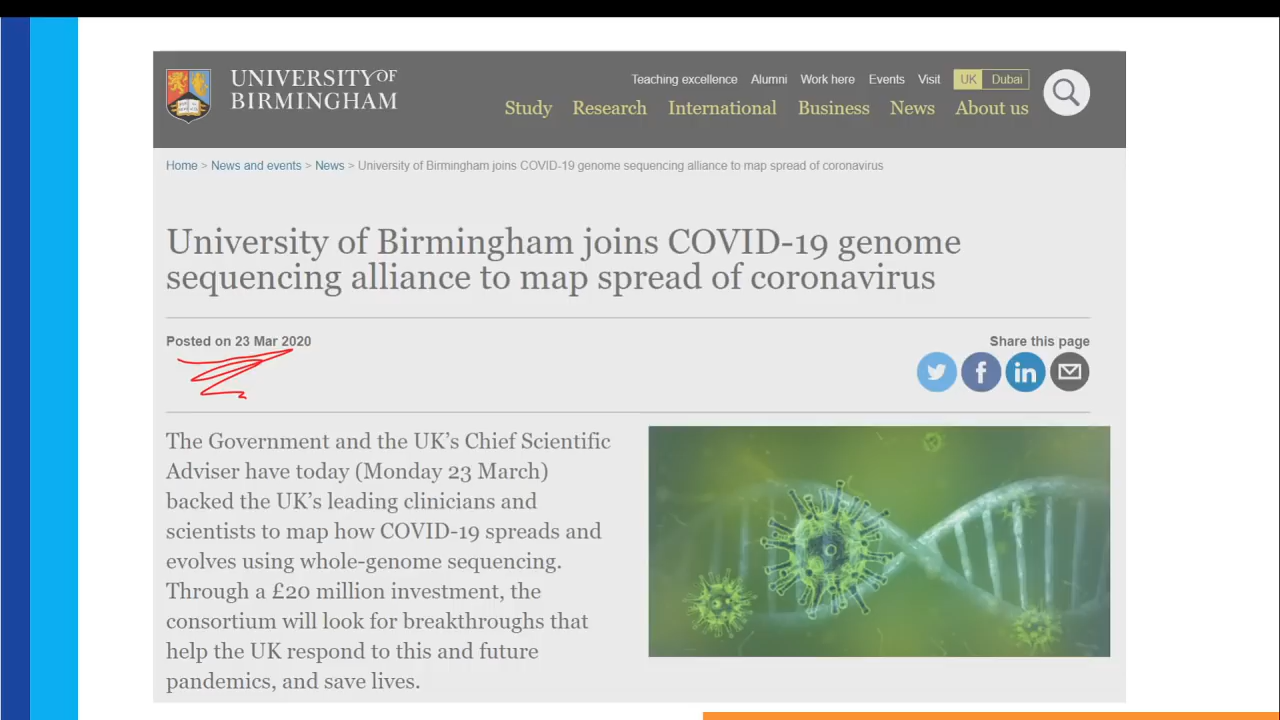 UNIVERSITY OF
BIRMINGHAM
Teaching excellence Alumni Work here Events Visit UK Dubai
Study Research International Business News About us
Home > News and events > News > University of Birmingham joins COVID-19 genome sequencing alliance to map spread of coronavirus
University of Birmingham joins COVID-19 genome
sequencing alliance to map spread of coronavirus
Posted on 23 Mar 2020
Share this page
The Government and the UK's Chief Scientific
Adviser have today (Monday 23 March)
backed the UK's leading clinicians and
scientists to map how COVID-19 spreads and
evolves using whole-genome sequencing.
Through a £20 million investment, the
consortium will look for breakthroughs that
help the UK respond to this and future
pandemics, and save lives.